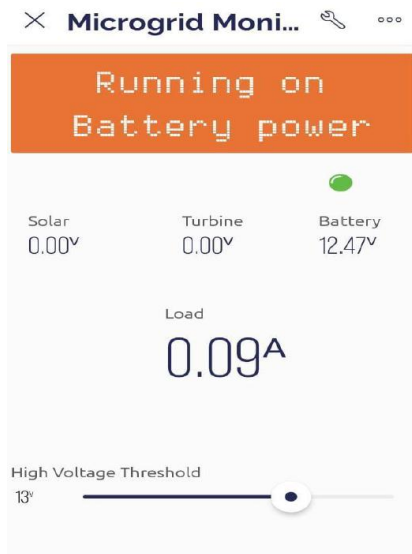 Microgrid Moni...
Running on
Battery power
Solar Turbine Battery
0.00V 0.00V 12.47V
Load
0.09A
High Voltage Threshold
13V